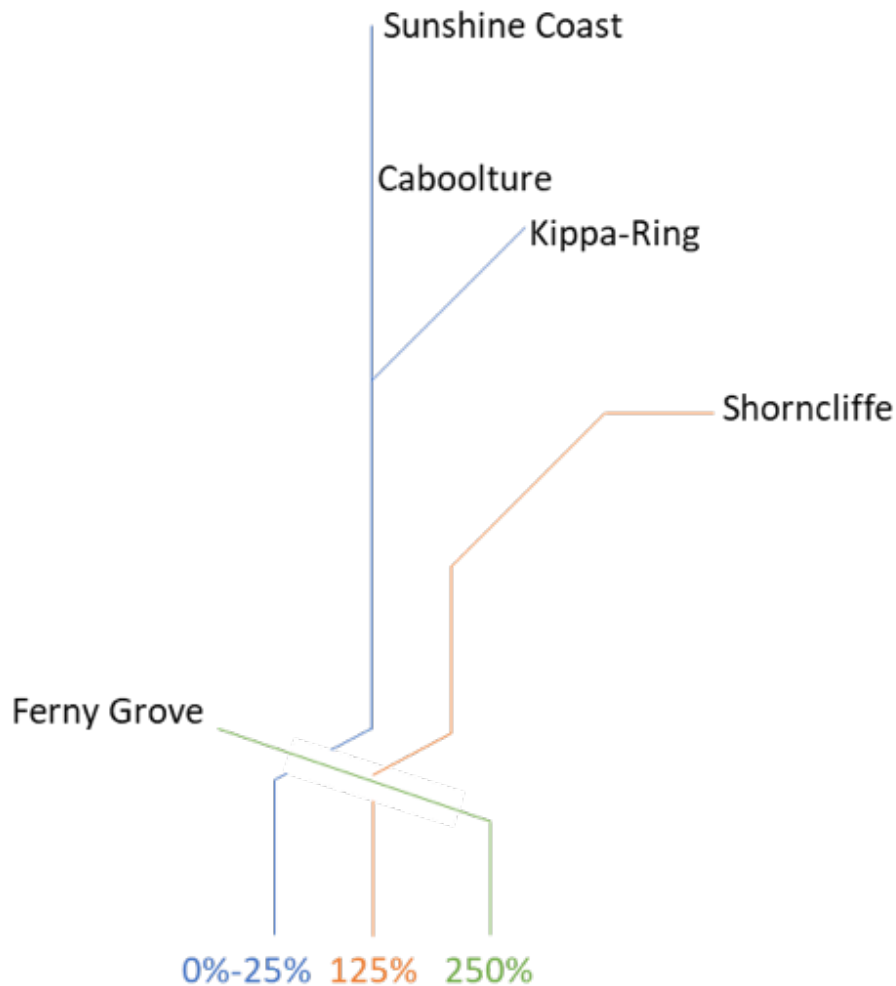 Sunshine Coast
Caboolture
Kippa-Ring
Shorncliffe
Ferny Grove
0%-25% 125% 250%